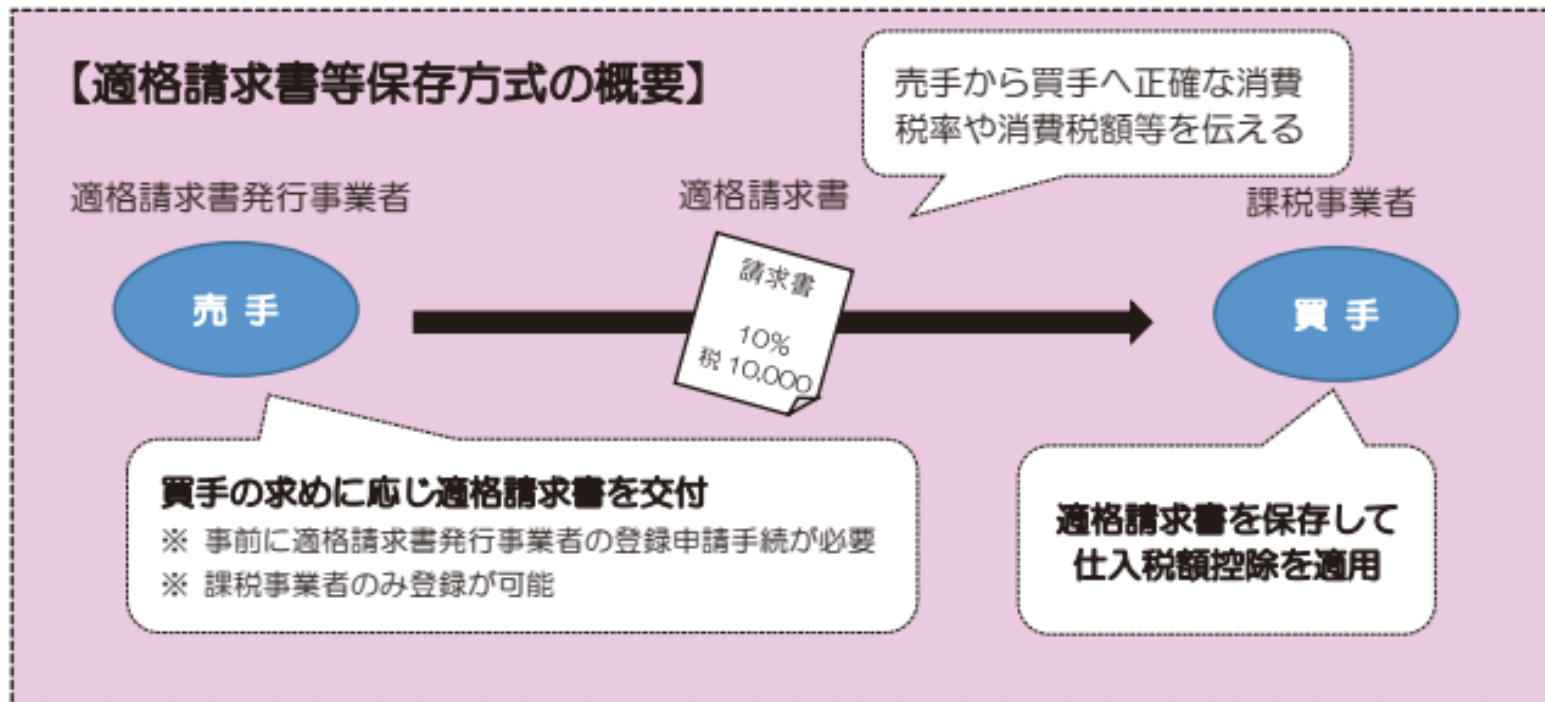 【適格請求書等保存方式の概要】
売手から買手へ正確な消費
税率や消費税額等を伝える
適格請求書発行事業者
適格請求書
課税事業者
売 手
請求書
10%
税 10,000
買 手
買手の求めに応じ適格請求書を交付
※ 事前に適格請求書発行事業者の登録申請手続が必要
※ 課税事業者のみ登録が可能
適格請求書を保存して
仕入税額控除を適用